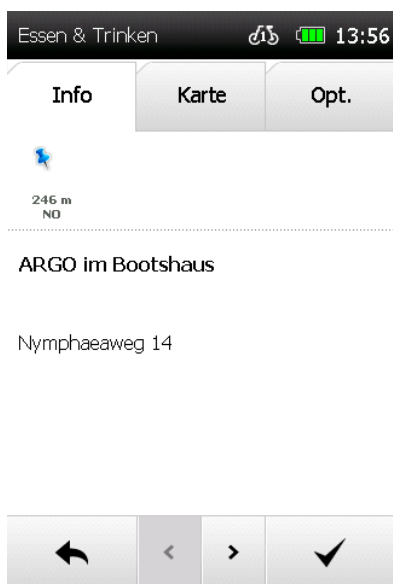 Essen & Trinken 13:56
Info Karte Opt.
246 m
NO
ARGO im Bootshaus
Nymphaeaweg 14